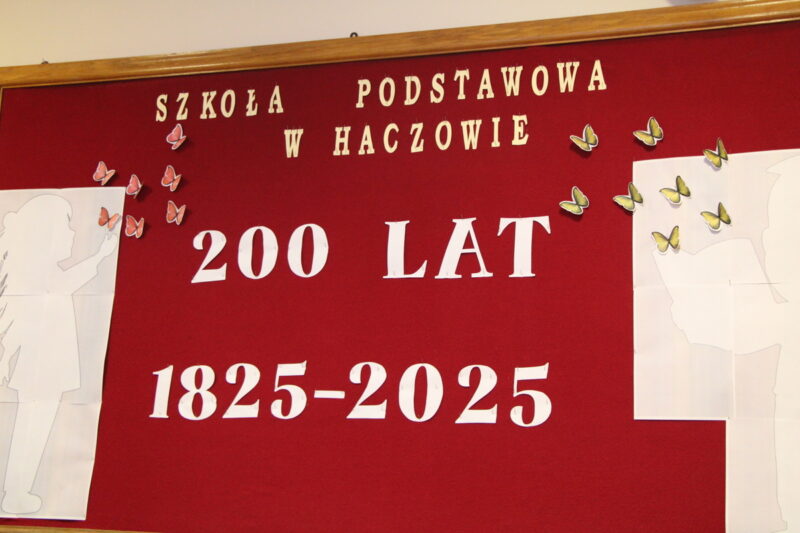 SZKOŁA PODSTAWOWA
W HACZOWIE
200 LAT
1825-2025